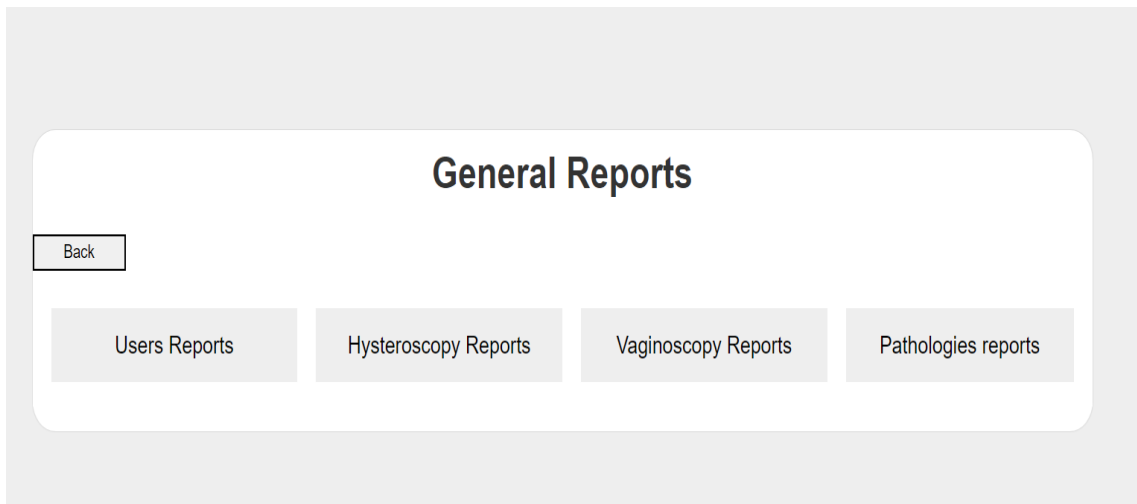 General Reports
Back
Users Reports
Hysteroscopy Reports
Vaginoscopy Reports
Pathologies reports